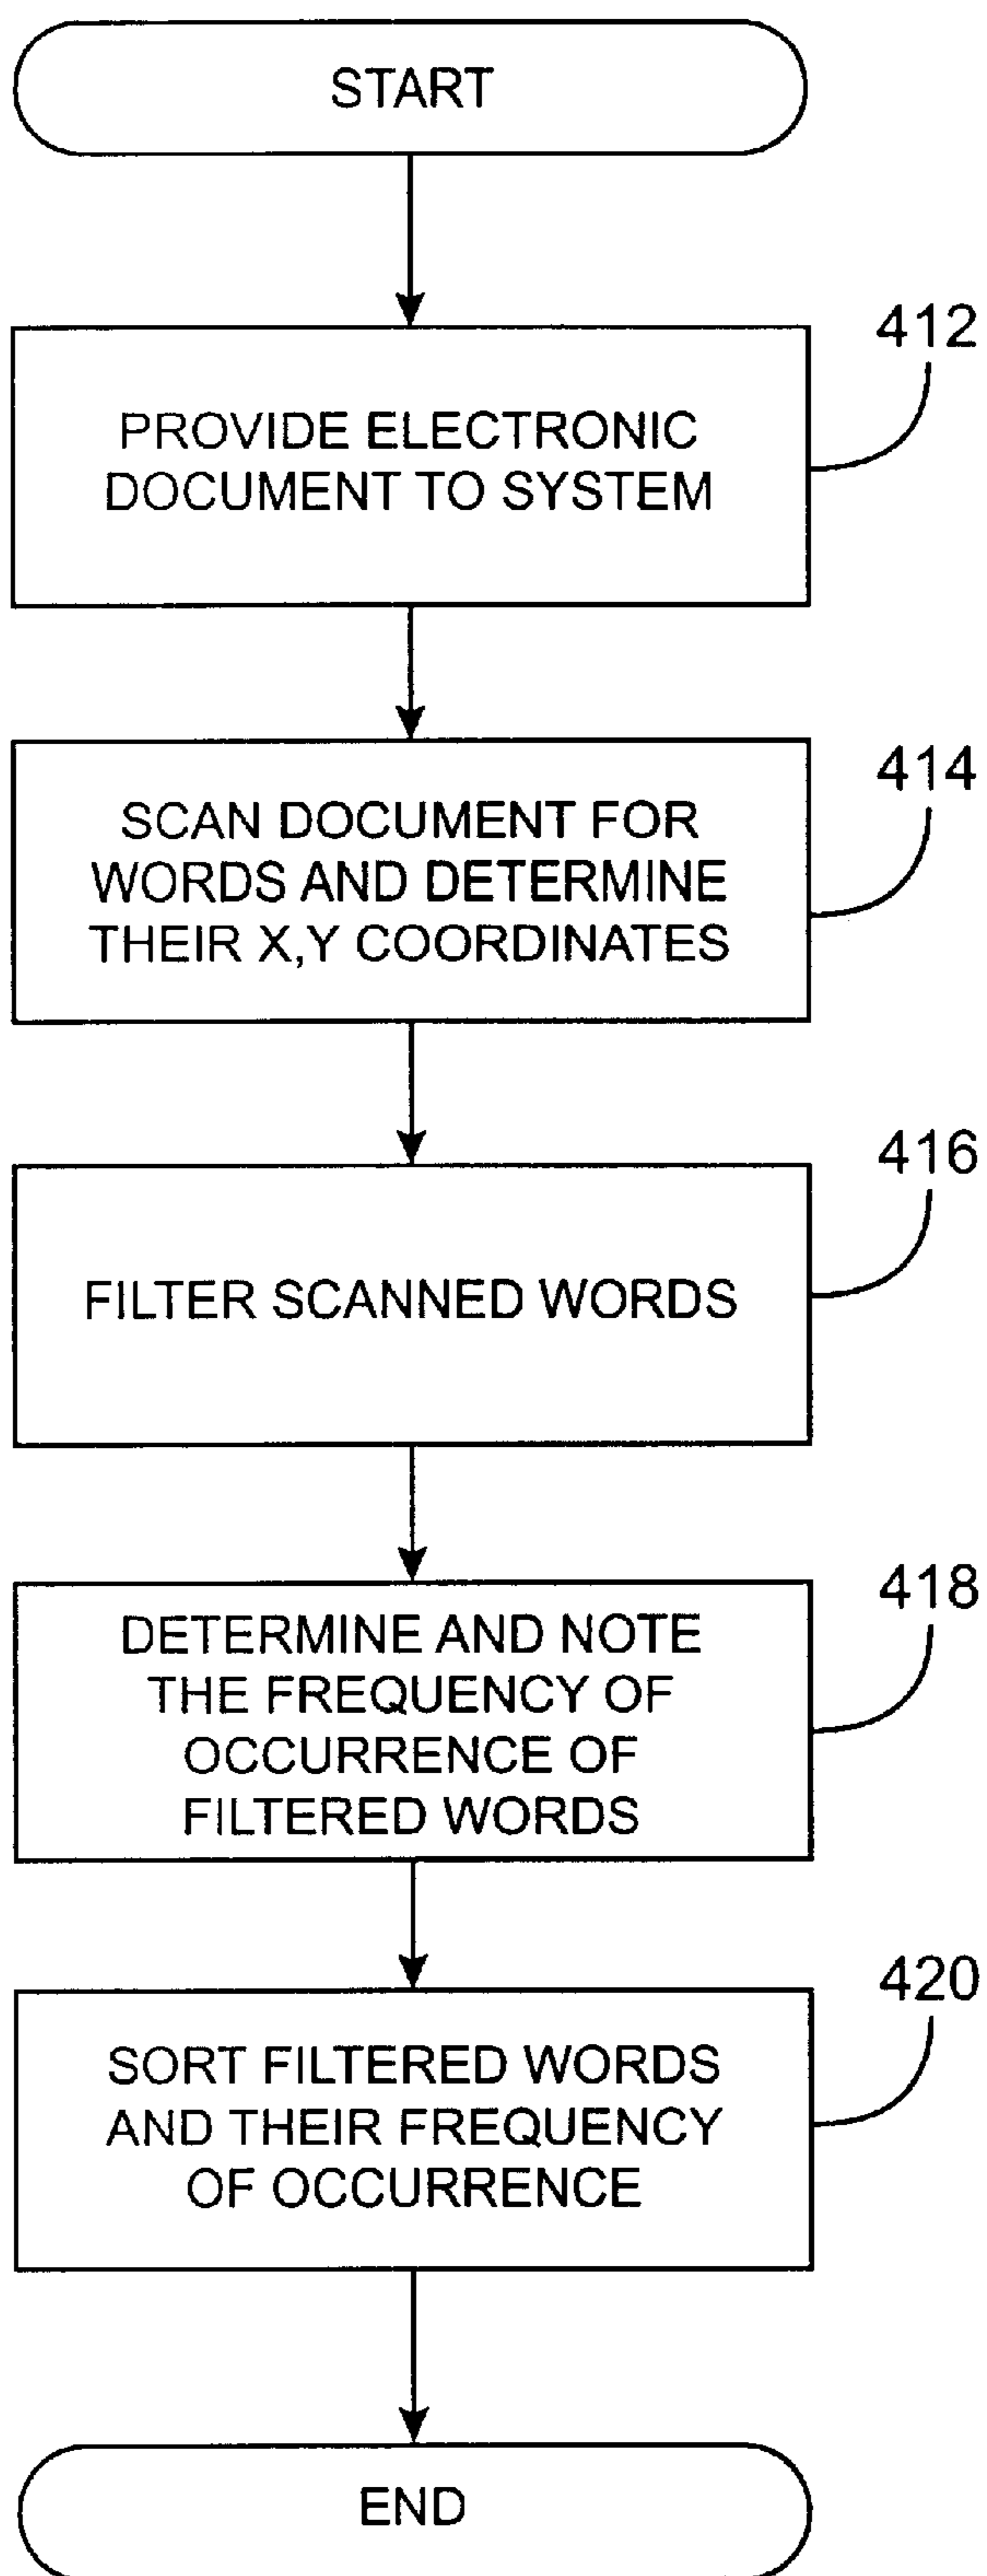 START
412
PROVIDE ELECTRONIC
DOCUMENT TO SYSTEM
414
SCAN DOCUMENT FOR
WORDS AND DETERMINE
THEIR X,Y COORDINATES
416
FILTER SCANNED WORDS
418
DETERMINE AND NOTE
THE FREQUENCY OF
OCCURRENCE OF
FILTERED WORDS
420
SORT FILTERED WORDS
AND THEIR FREQUENCY
OF OCCURRENCE
END